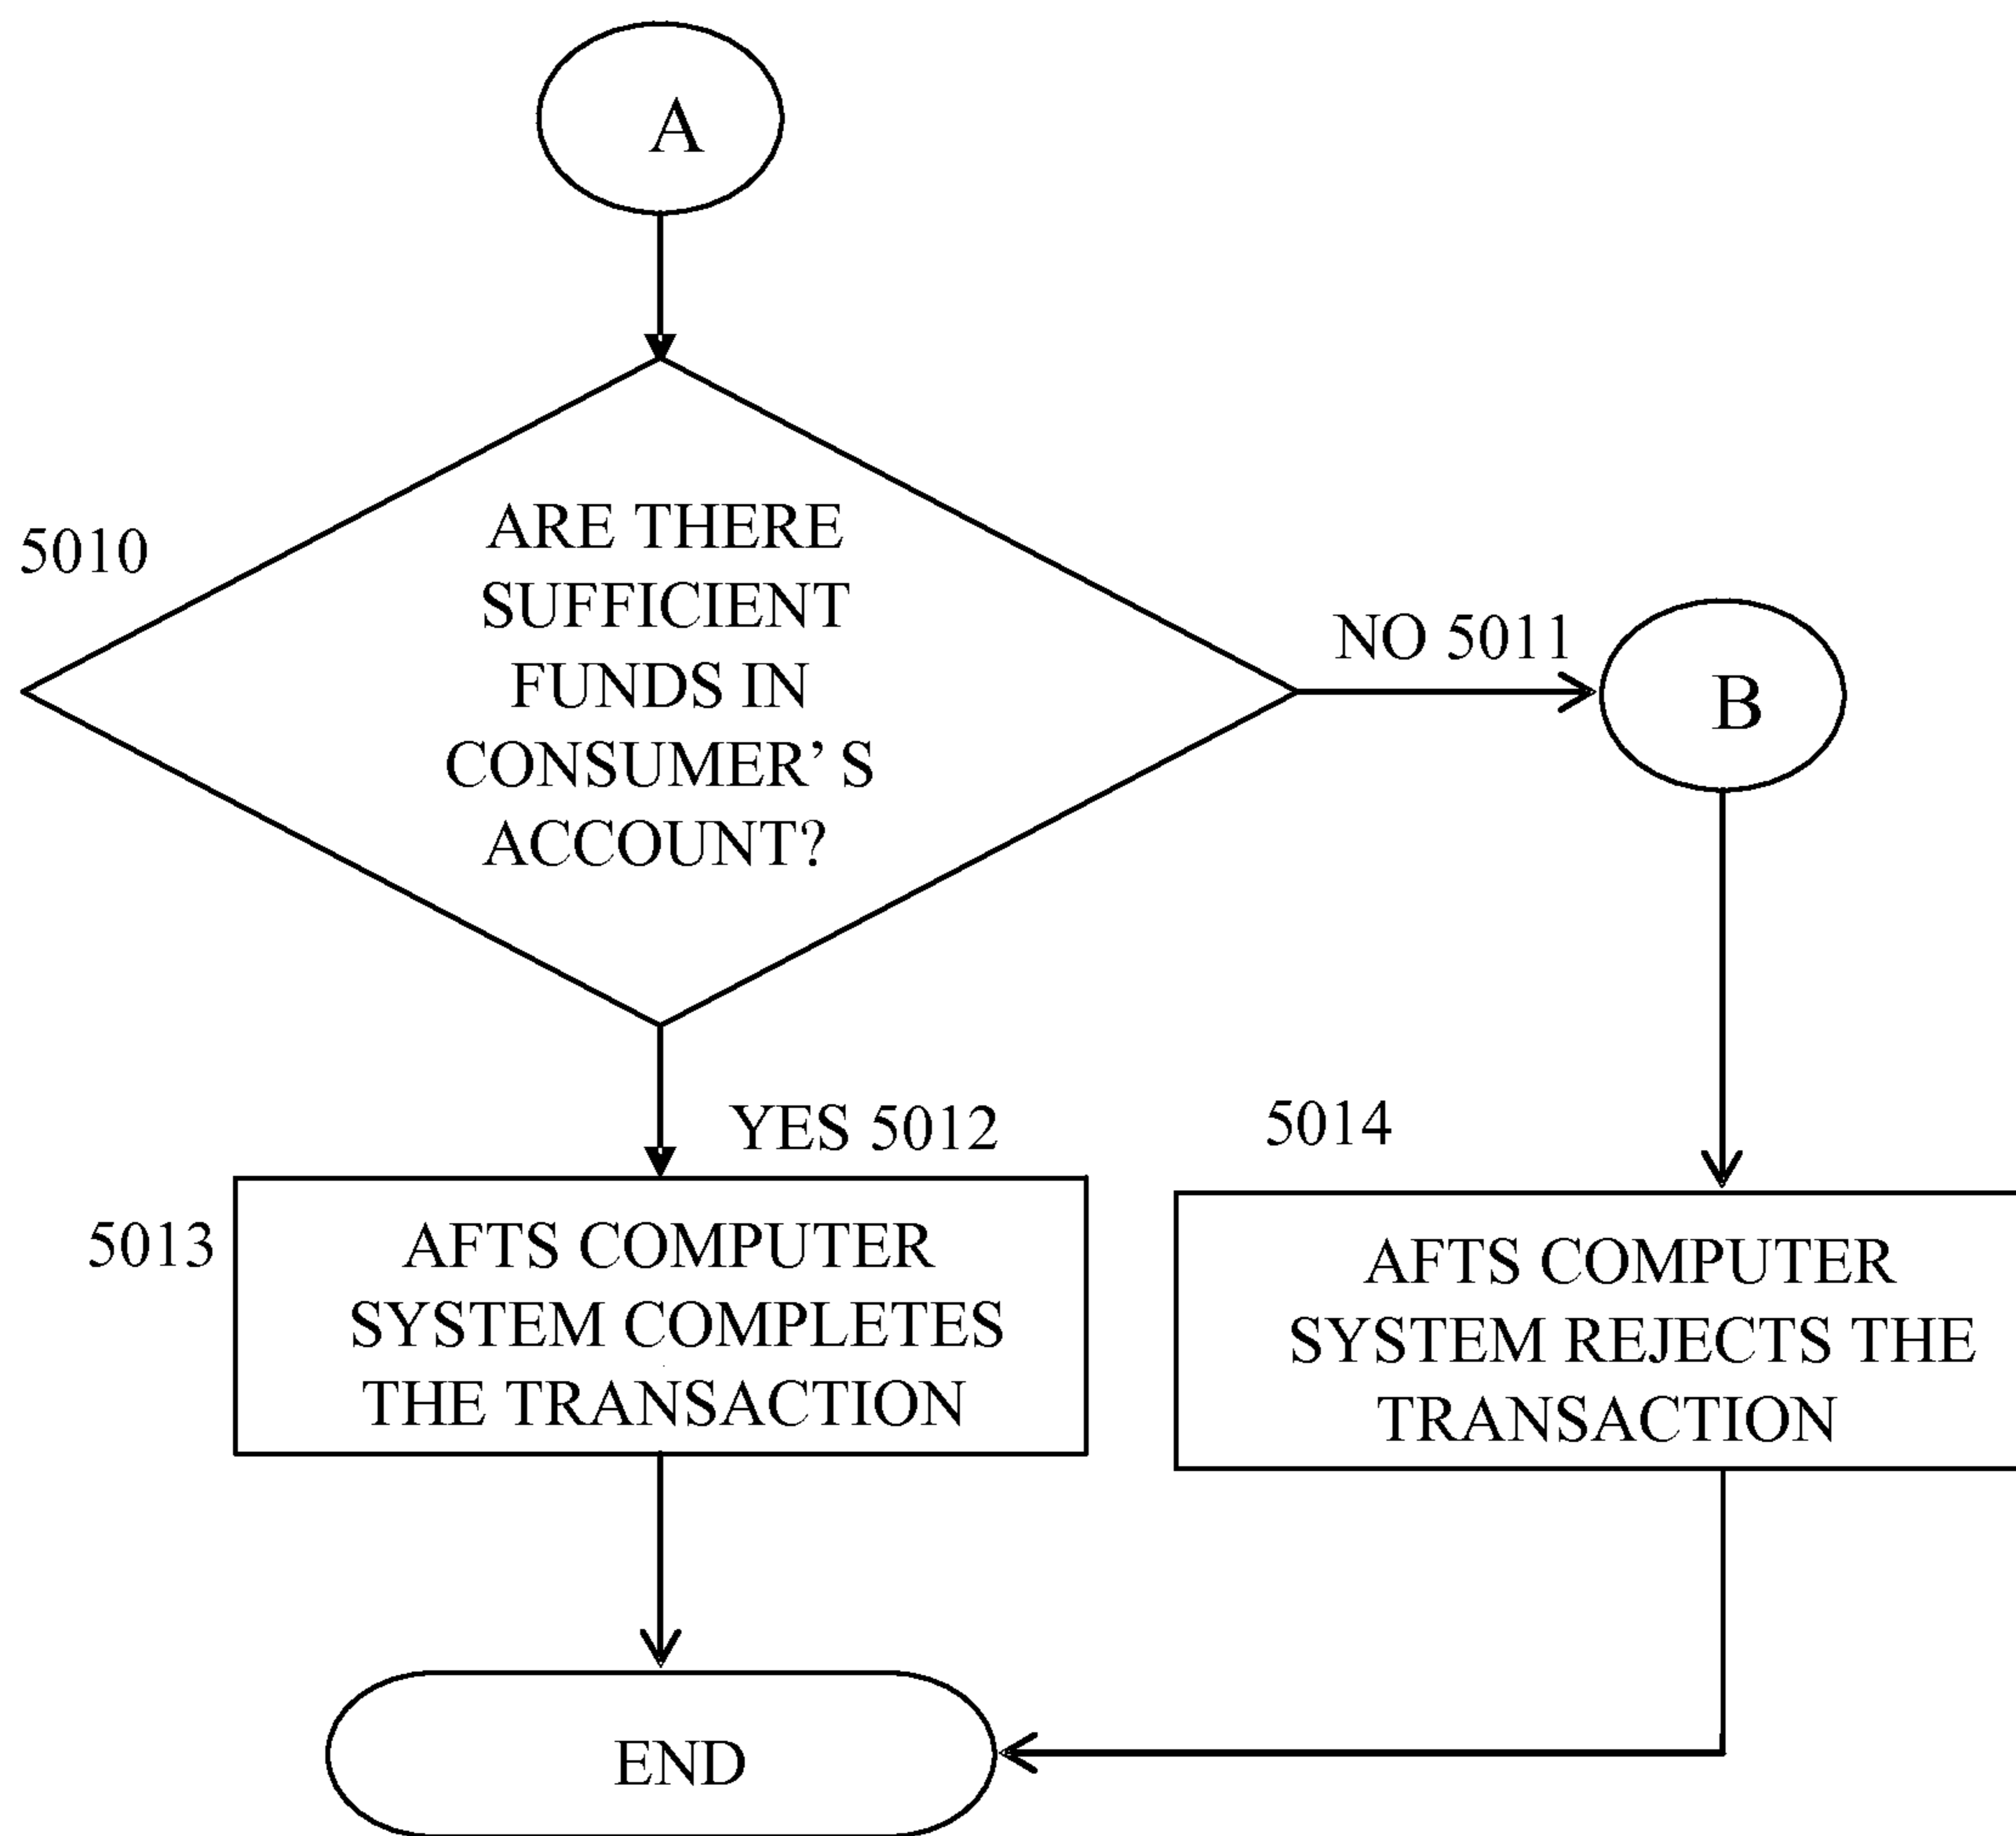 A
5010
ARE THERE
SUFFICIENT
FUNDS IN
CONSUMER’ S
ACCOUNT?
NO 5011
B
YES 5012
5014
5013
AFTS COMPUTER
SYSTEM COMPLETES
THE TRANSACTION
AFTS COMPUTER
SYSTEM REJECTS THE
TRANSACTION
END